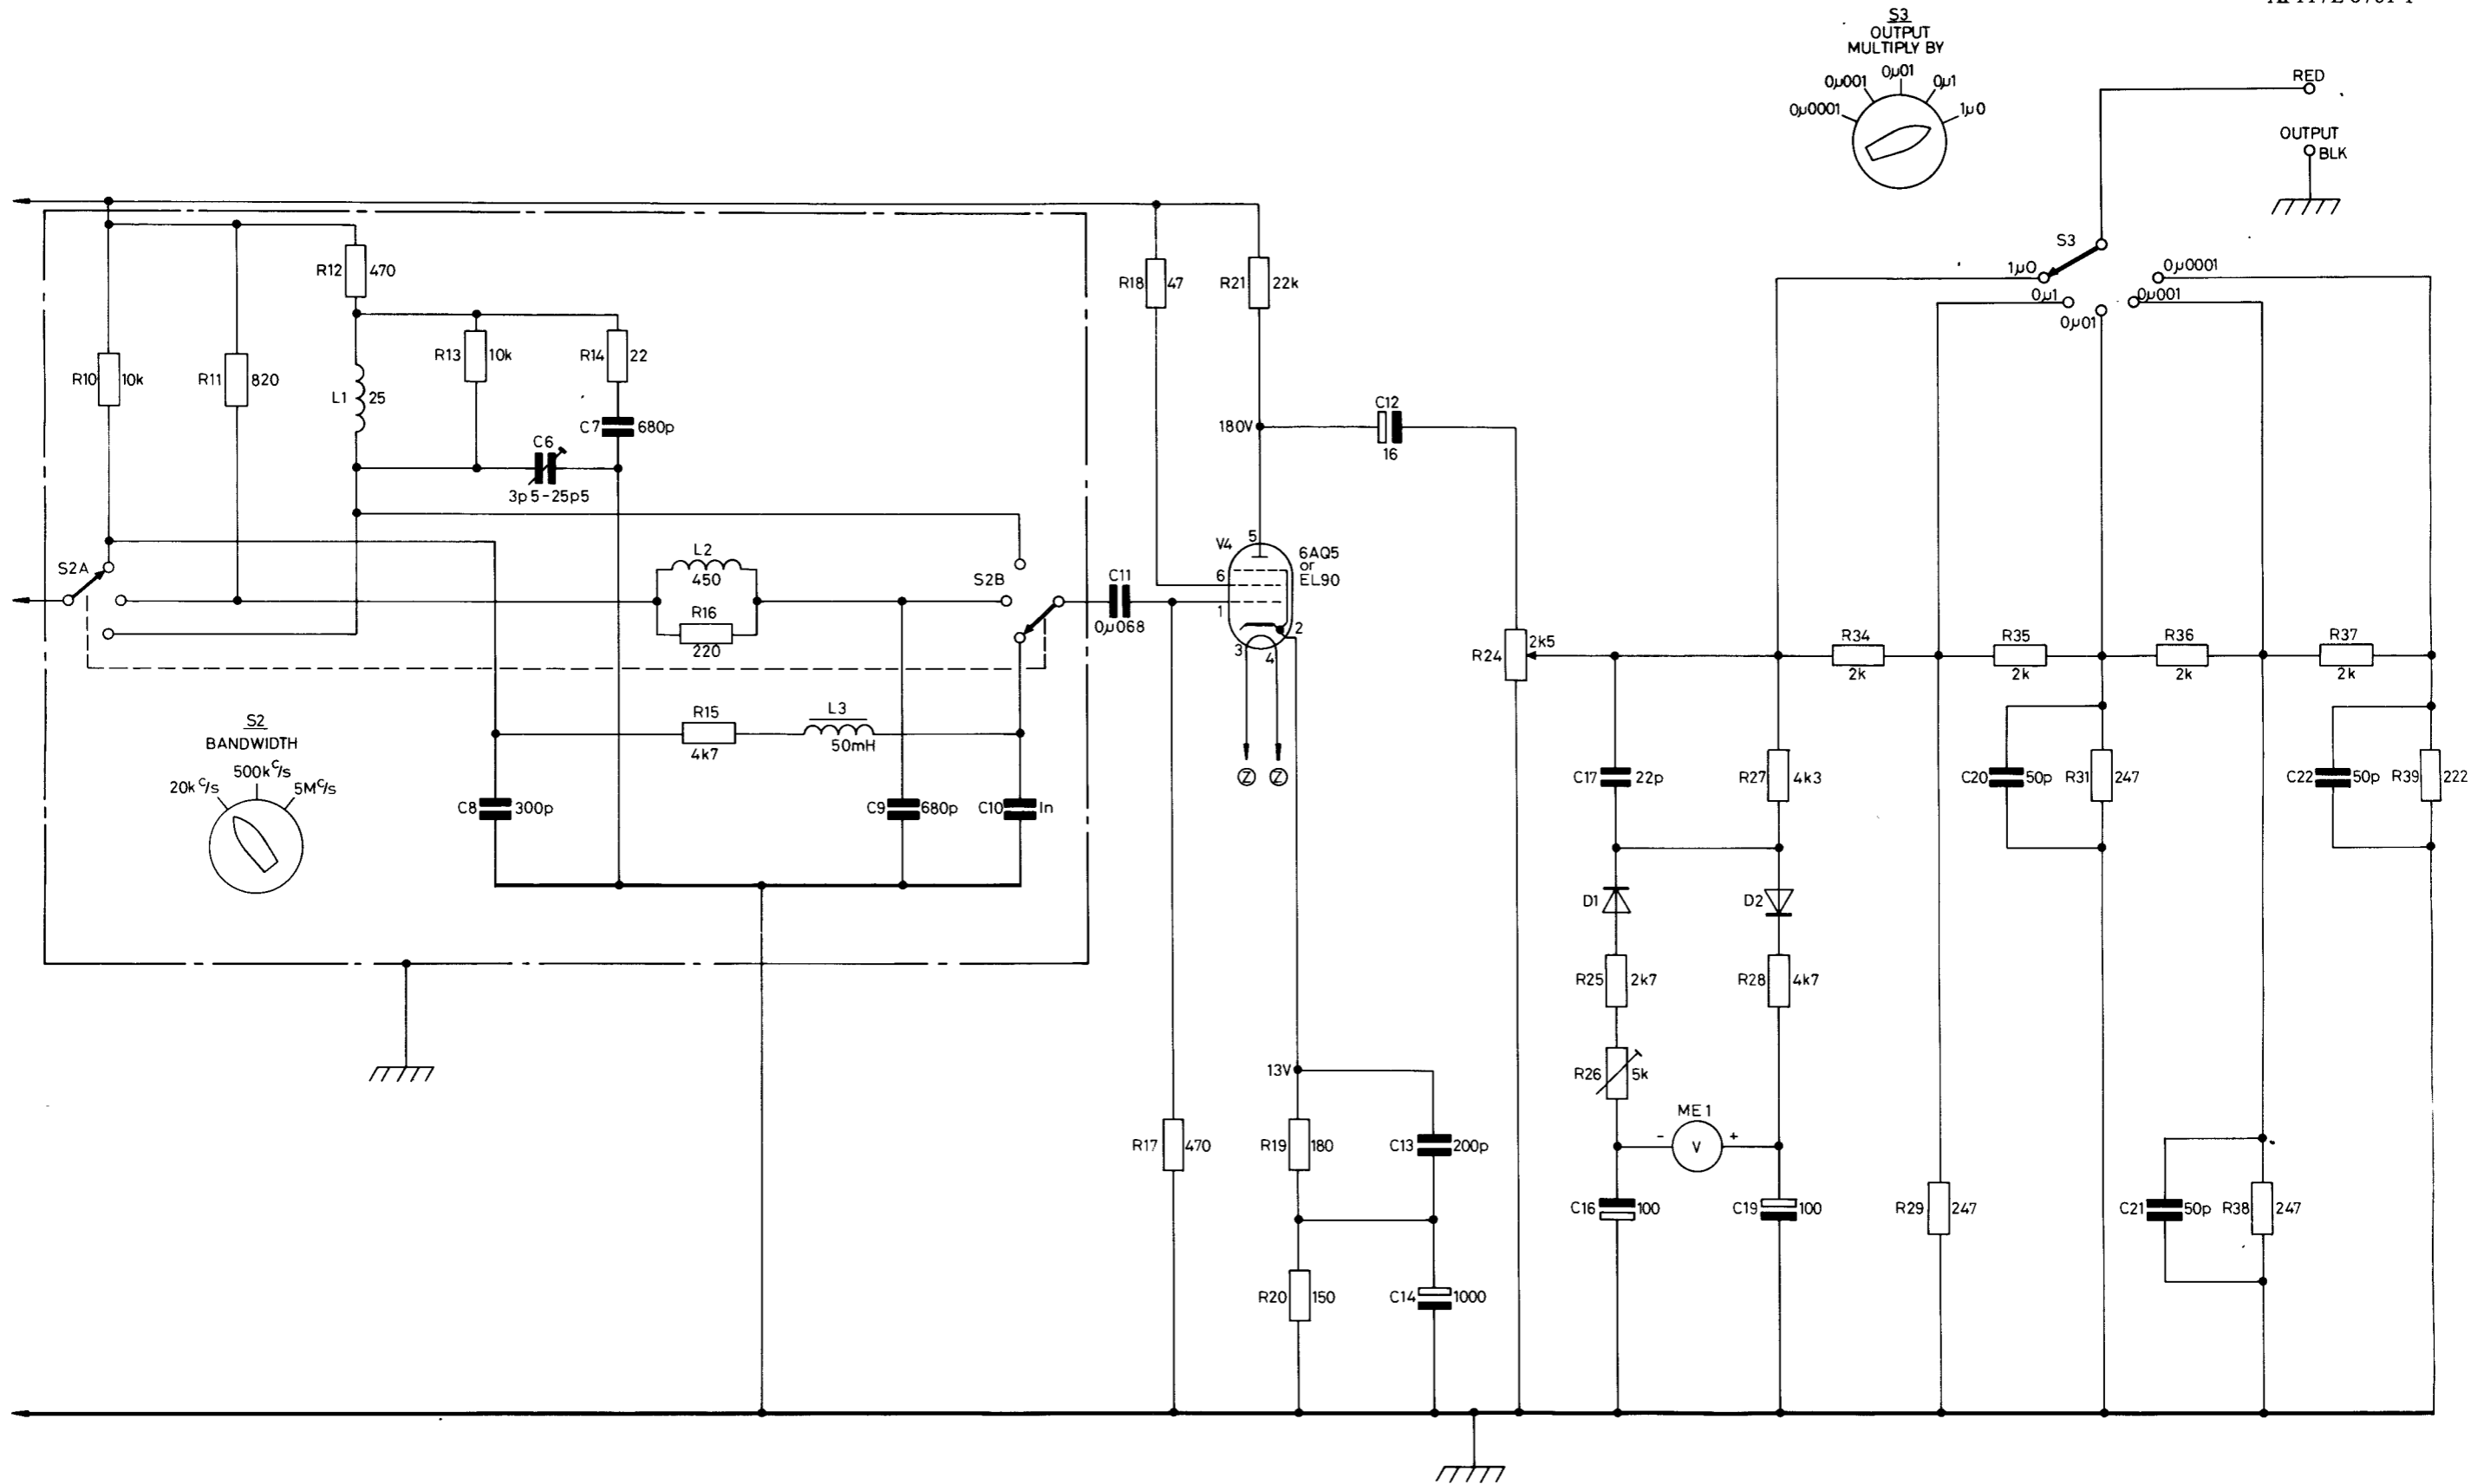 S3
OUTPUT
MULTIPLY BY
0µ0001
0µ001
0µ01
0µ1
1µ0
RED
OUTPUT
BLK
S3
1µ0
0µ1
0µ01
0µ001
0µ0001
R10 10k
R11 820
R12 470
L1 25
R13 10k
R14 22
C7 680p
C6
3p5-25p5
S2A
L2
450
R16
220
S2B
C11
0µ068
R15
4k7
L3
50mH
C8 300p
C9 680p
C10 1n
S2
BANDWIDTH
20k c/s
500k c/s
5M c/s
R18 47
R21 22k
180V
C12
16
V4
6AQ5
or
EL90
5
6
1
2
3
4
Z
Z
13V
R17 470
R19 180
C13 200p
R20 150
C14 1000
R24
2k5
C17 22p
R27 4k3
D1
D2
R25 2k7
R28 4k7
R26 5k
ME1
- V +
C16 100
C19 100
R34
2k
R35
2k
R36
2k
R37
2k
C20 50p
R31 247
C22 50p
R39 222
R29 247
C21 50p
R38 247